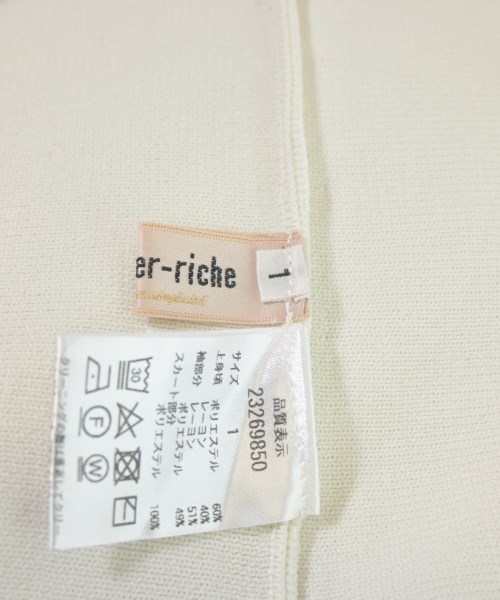 er-riche
1
品質表示
23269850
サイズ 1
上身頃 ポリエステル 60%
レーヨン 40%
袖部分 レーヨン 51%
ポリエステル 49%
スカート部分
ポリエステル 100%
30
F
W